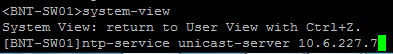 <BNT-SW01>system-view
System View: return to User View with Ctrl+Z.
[BNT-SW01]ntp-service unicast-server 10.6.227.7